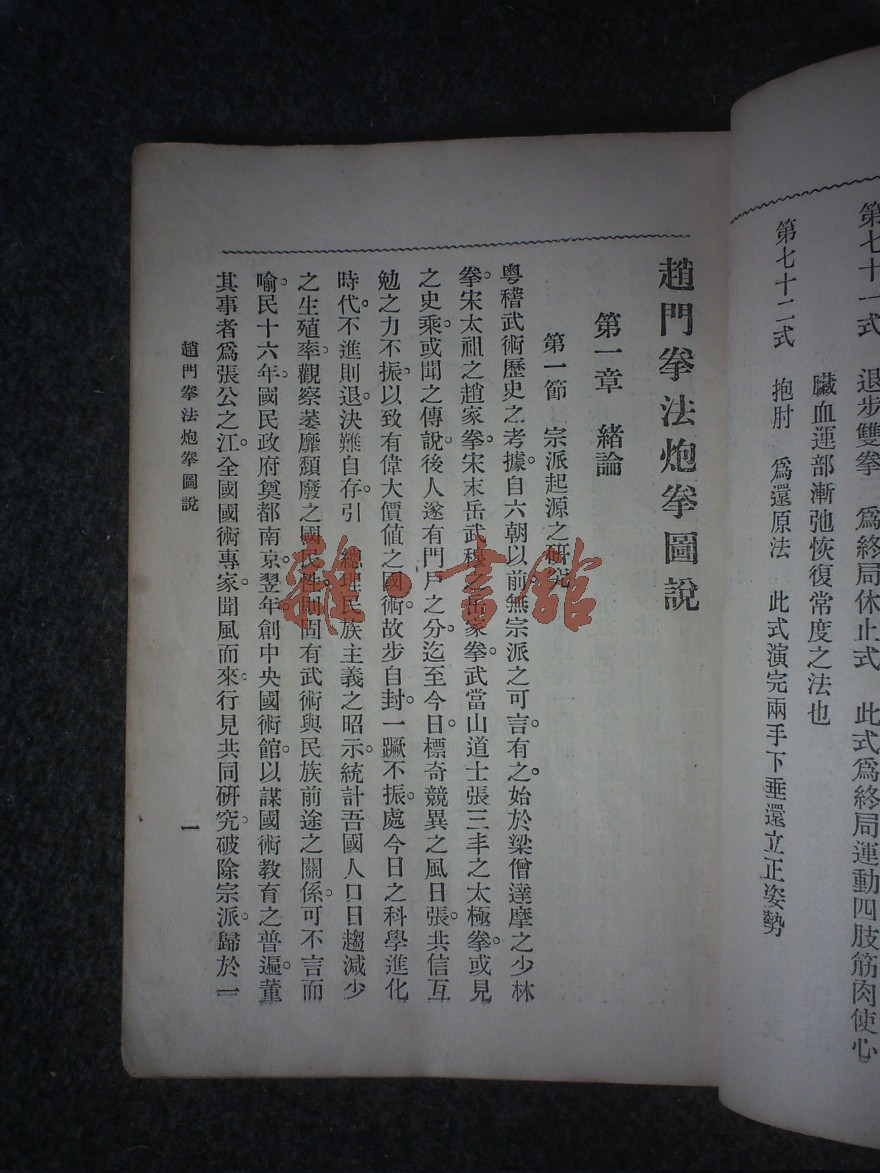 第七十一式　退步雙拳　爲終局休止式　此式爲終局運動四肢筋肉使心
臟血運部漸弛恢復常度之法也
第七十二式　抱肘　爲還原法　此式演完兩手下垂還立正姿勢
趙門拳法炮拳圖說
第一章　緒論
第一節　宗派起源之研究
粵稽武術歷史之考據。自六朝以前。無宗派之可言。有之。始於梁僧達摩之少林
拳。宋太祖之趙家拳。宋末岳武穆之岳家拳。武當山道士張三丰之太極拳。或見
之史乘。或聞之傳說。後人遂有門戶之分。迄至今日。標奇競異之風日張。共信互
勉之力不振。以致有偉大價值之國術。故步自封。一蹶不振。處今日之科學進化
時代。不進則退。決難自存。引　總理民族主義之昭示。統計吾國人口日趨減少
之生殖率。觀察萎靡頹廢之國民性。則固有武術與民族前途之關係。可不言而
喻。民十六年。國民政府奠都南京。翌年創中央國術館。以謀國術教育之普遍。董
其事者爲張公之江。全國國術專家。聞風而來。行見共同研究。破除宗派。歸於一
趙門拳法炮拳圖說
一
雜·書館